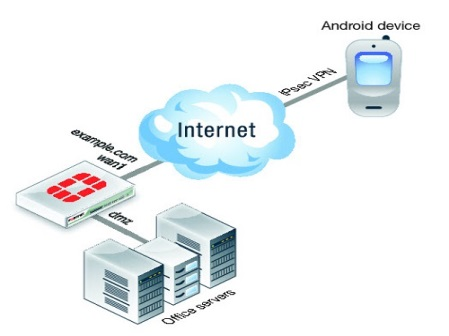 Android device
IPsec VPN
Internet
example.com
wan1
dmz
Office servers